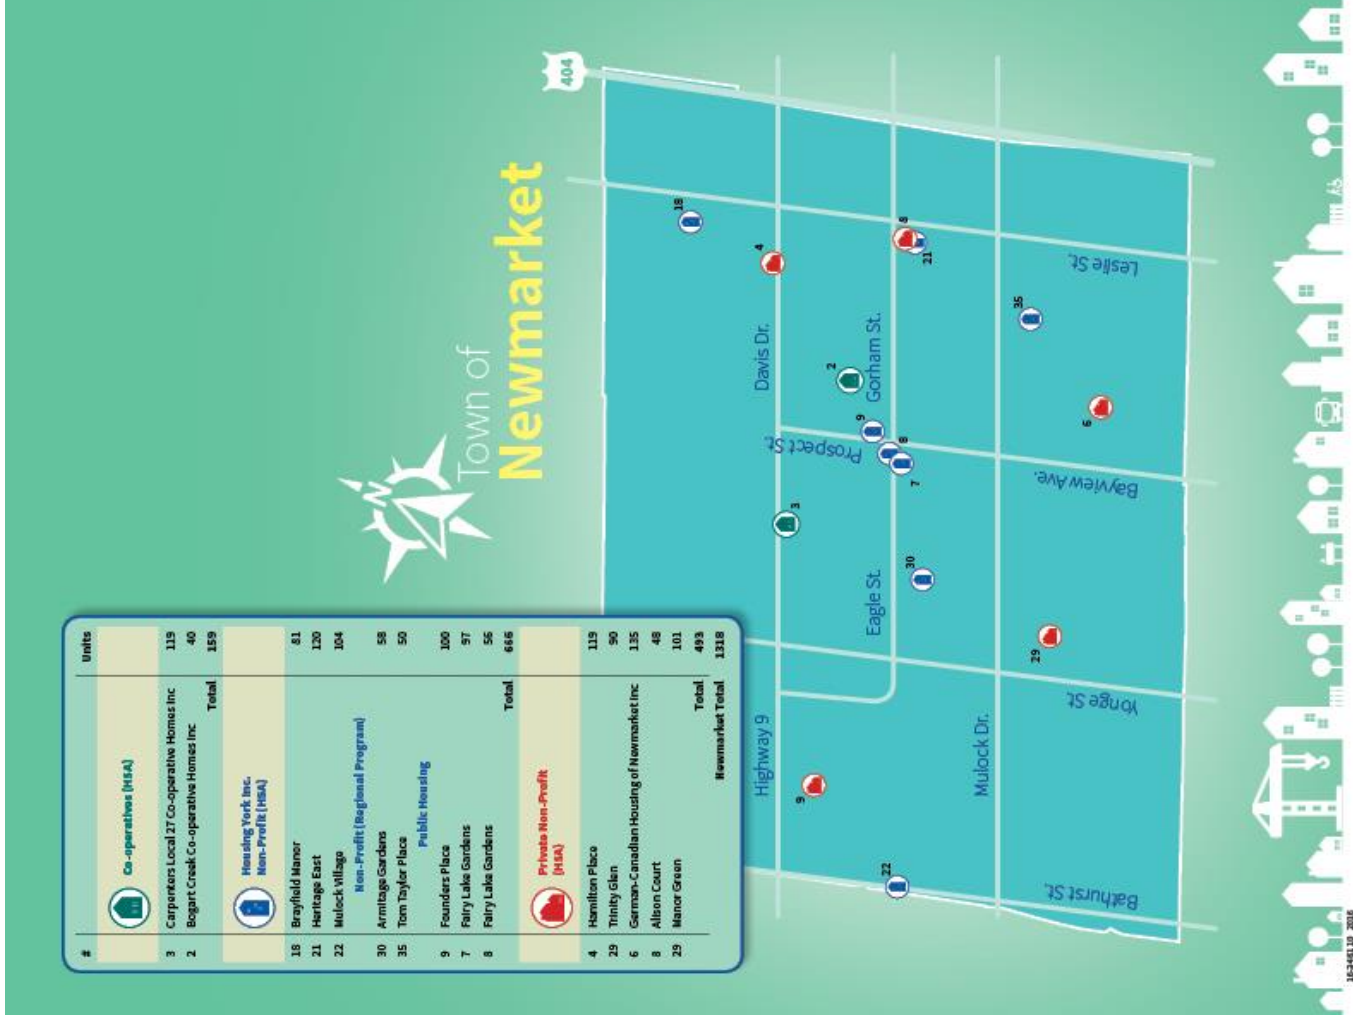 Town of
Newmarket
# Units
Co-operatives (HSA)
3 Carpenters Local 27 Co-operative Homes Inc 119
2 Bogart Creek Co-operative Homes Inc 40
Total 159
Housing York Inc.
Non-Profit (HSA)
18 Brayfield Manor 81
21 Heritage East 120
22 Mulock Village 104
Non-Profit (Regional Program)
30 Armitage Gardens 58
35 Tom Taylor Place 50
Public Housing
9 Founders Place 100
7 Fairy Lake Gardens 97
8 Fairy Lake Gardens 56
Total 666
Private Non-Profit
(HSA)
4 Hamilton Place 119
29 Trinity Glen 90
6 German-Canadian Housing of Newmarket Inc 135
8 Alison Court 48
29 Manor Green 101
Total 493
Newmarket Total 1318
N
404
18
4
Highway 9
Davis Dr.
3
2
9
Prospect St.
Eagle St.
Gorham St.
8
8
7
21
22
30
Mulock Dr.
35
29
6
Bathurst St.
Yonge St.
Bayview Ave.
Leslie St.
9